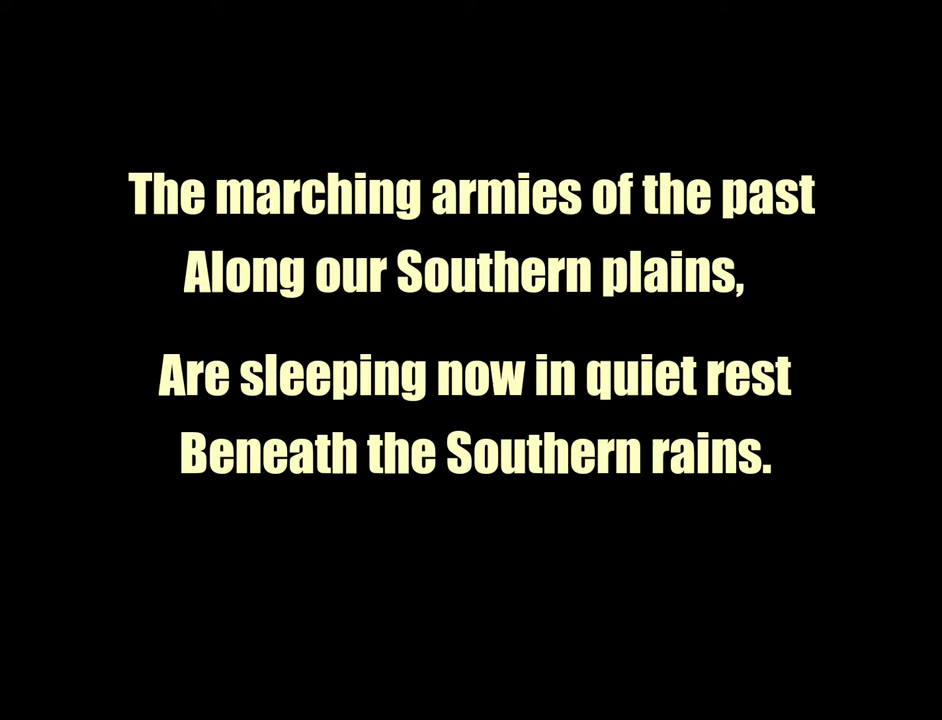 The marching armies of the past
Along our Southern plains,
Are sleeping now in quiet rest
Beneath the Southern rains.